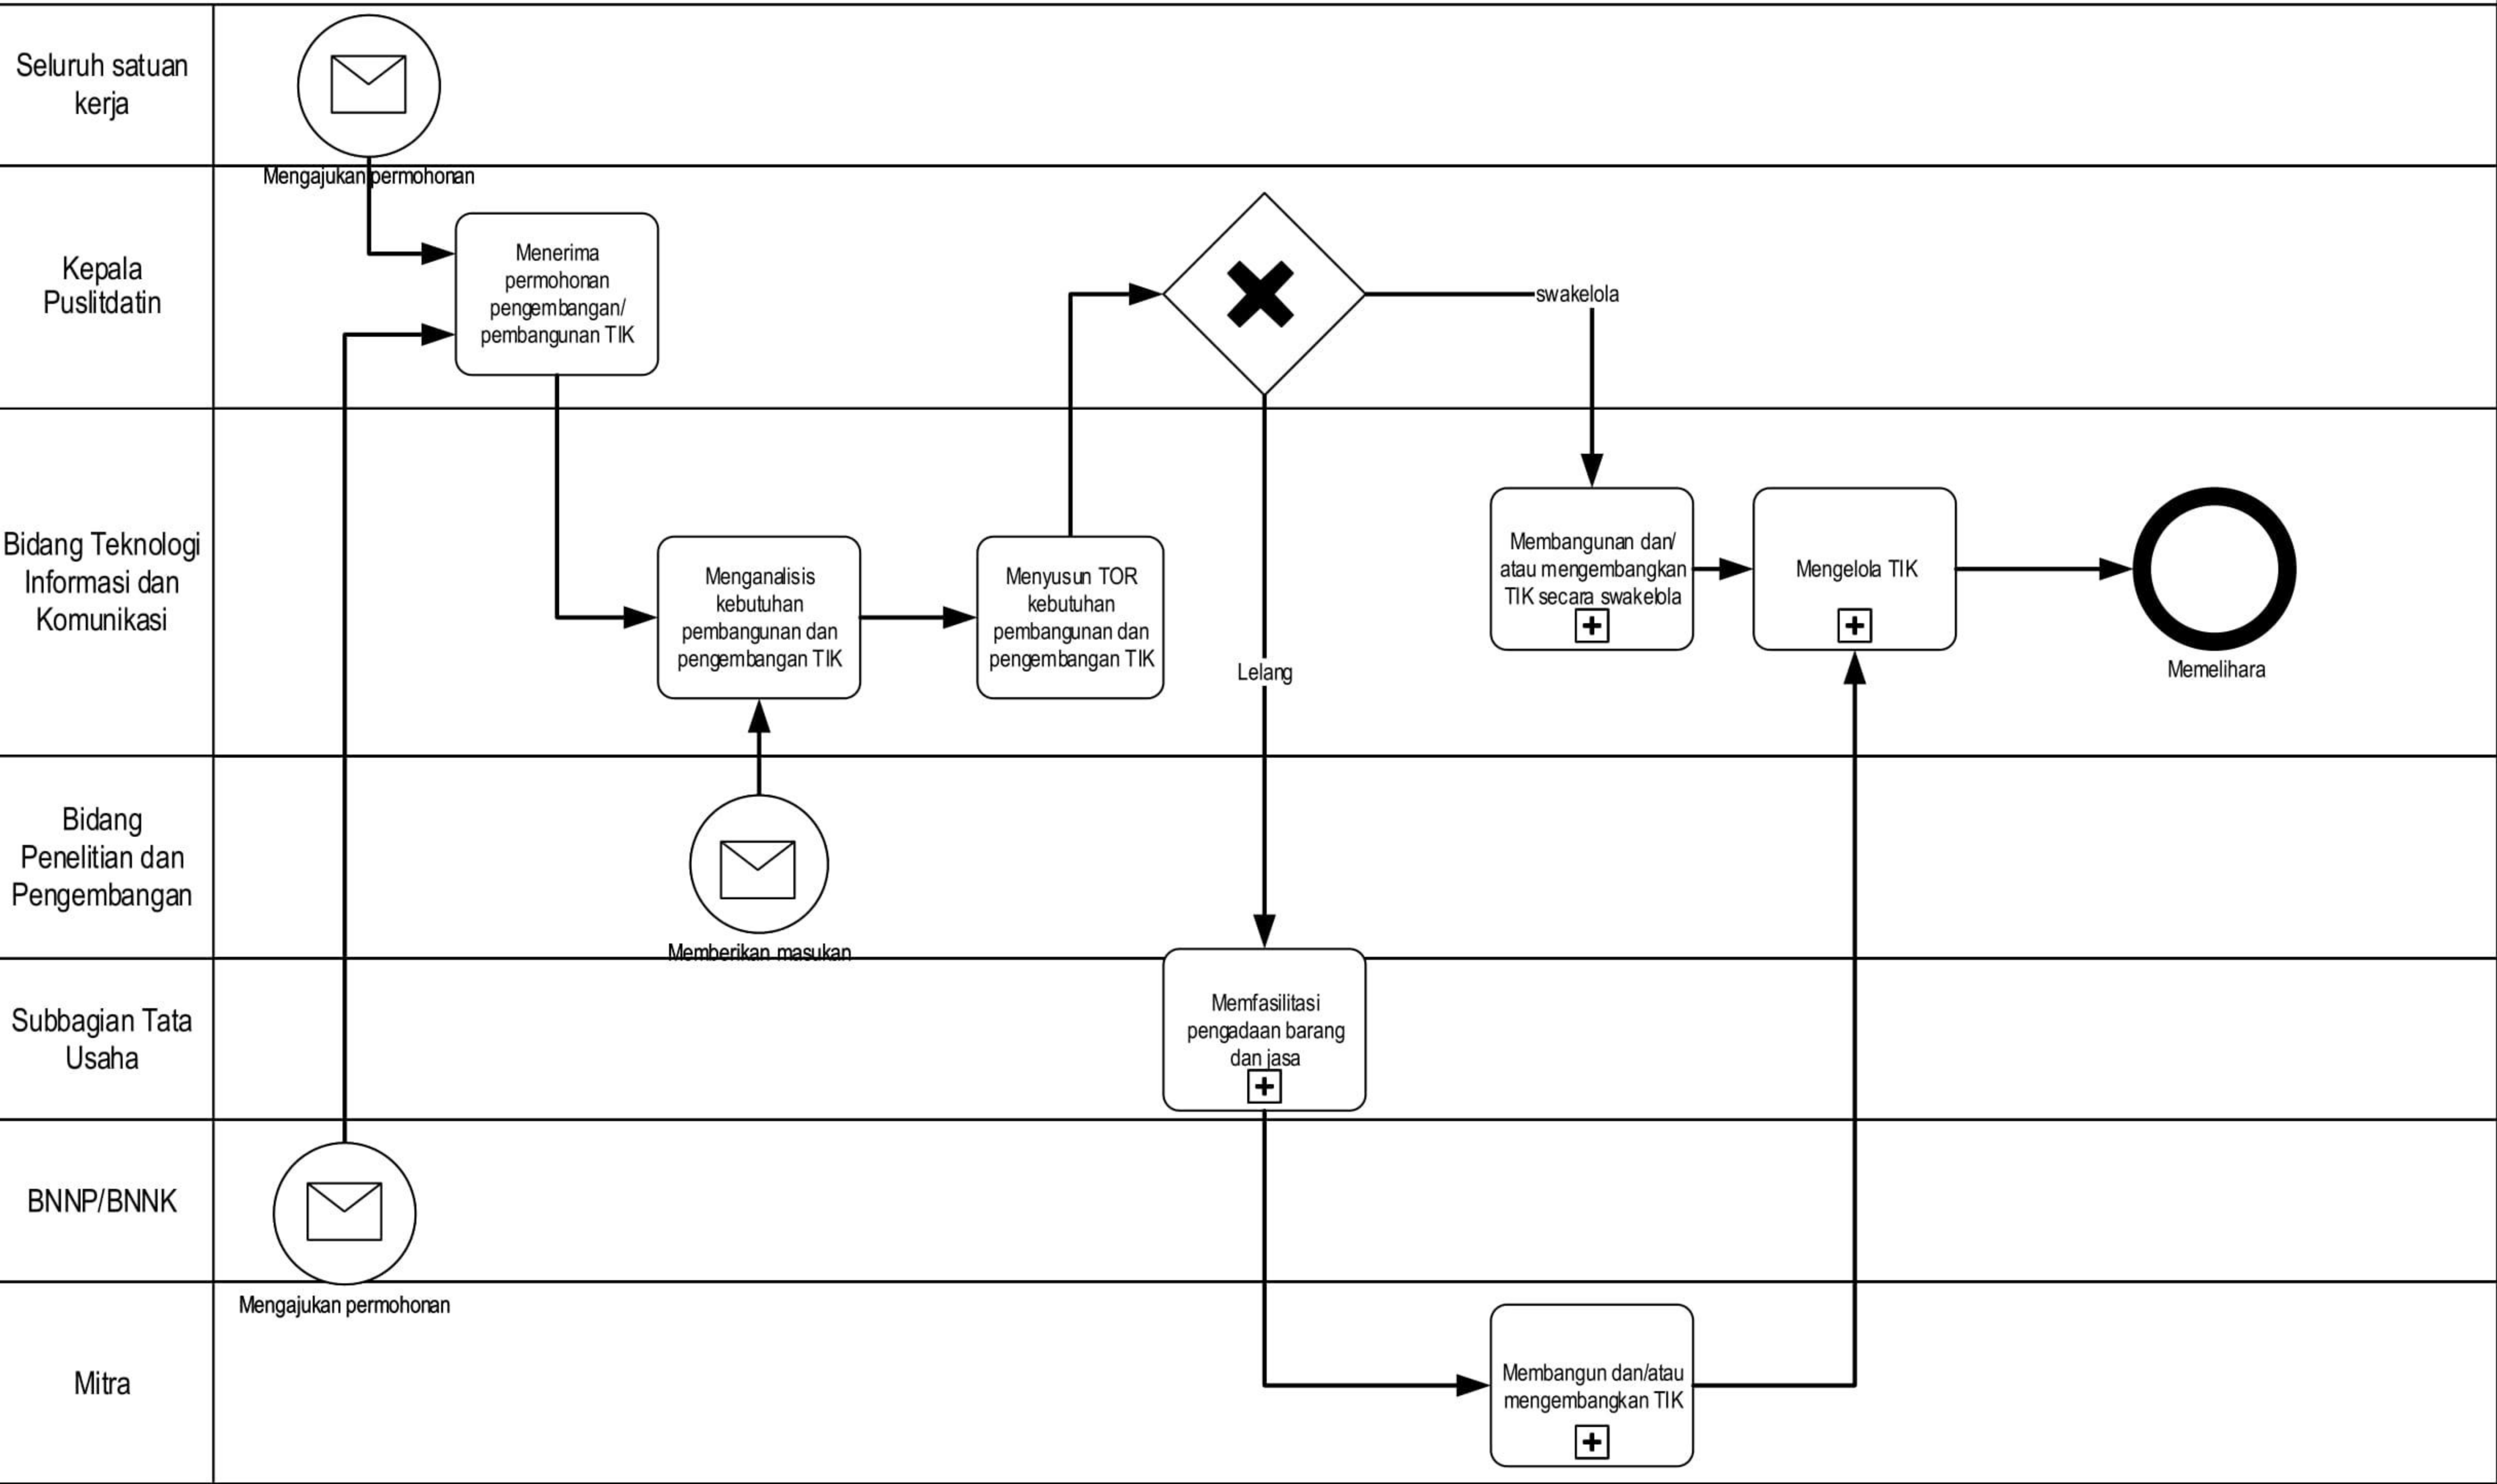 Seluruh satuan
kerja
Mengajukan permohonan
Kepala
Puslitdatin
Menerima
permohonan
pengembangan/
pembangunan TIK
swakelola
Bidang Teknologi
Informasi dan
Komunikasi
Menganalisis
kebutuhan
pembangunan dan
pengembangan TIK
Menyusun TOR
kebutuhan
pembangunan dan
pengembangan TIK
Lelang
Membangunan dan/
atau mengembangkan
TIK secara swakelola
Mengelola TIK
Memelihara
Bidang
Penelitian dan
Pengembangan
Memberikan masukan
Subbagian Tata
Usaha
Memfasilitasi
pengadaan barang
dan jasa
BNNP/BNNK
Mengajukan permohonan
Mitra
Membangun dan/atau
mengembangkan TIK